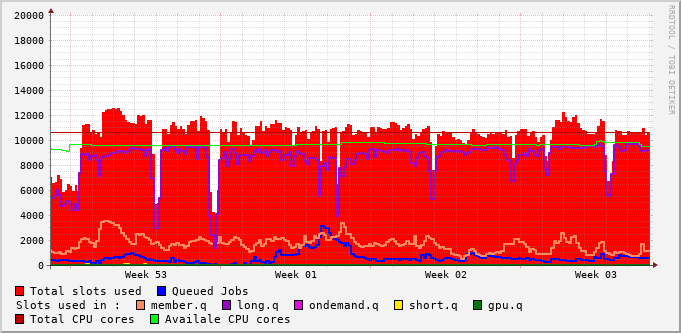 20000
18000
16000
14000
12000
10000
8000
6000
4000
2000
0
Week 53 Week 01 Week 02 Week 03
RRDTOOL / TOBI OETIKER
Total slots used Queued Jobs
Slots used in : member.q long.q ondemand.q short.q gpu.q
Total CPU cores Availale CPU cores